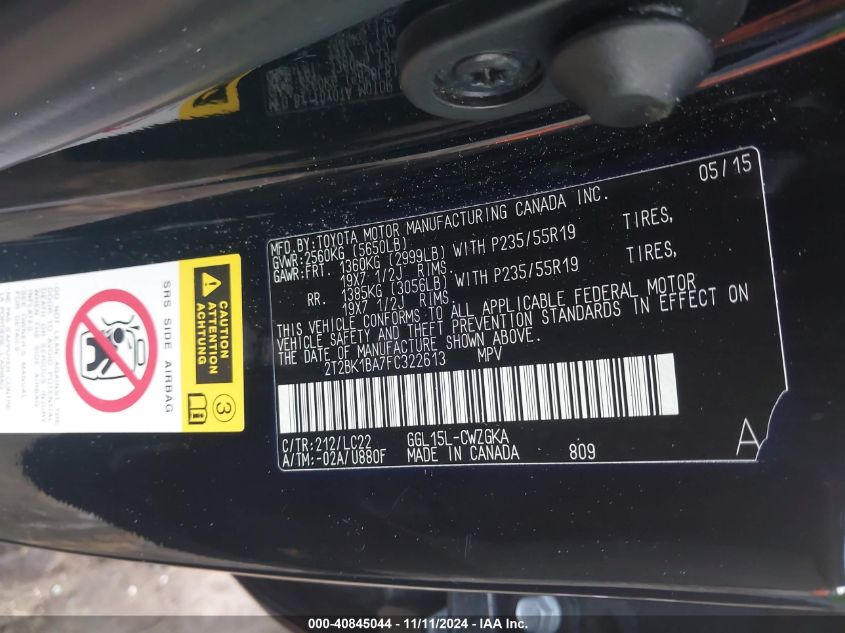 05/15
MFD.BY:TOYOTA MOTOR MANUFACTURING CANADA INC.
GVWR:2560KG (5650LB)
GAWR:FRT. 1360KG (2999LB) WITH P235/55R19 TIRES,
19X7 1/2J RIMS
RR. 1385KG (3056LB) WITH P235/55R19 TIRES,
19X7 1/2J RIMS
THIS VEHICLE CONFORMS TO ALL APPLICABLE FEDERAL MOTOR
VEHICLE SAFETY AND THEFT PREVENTION STANDARDS IN EFFECT ON
THE DATE OF MANUFACTURE SHOWN ABOVE.
2T2BK1BA7FC322613 MPV
C/TR:212/LC22 GGL15L-CWZGKA
A/TM:-02A/U880F MADE IN CANADA 809
A
CAUTION
ATTENTION
ACHTUNG
3
SRS SIDE AIRBAG
000-40845044 - 11/11/2024 - IAA Inc.